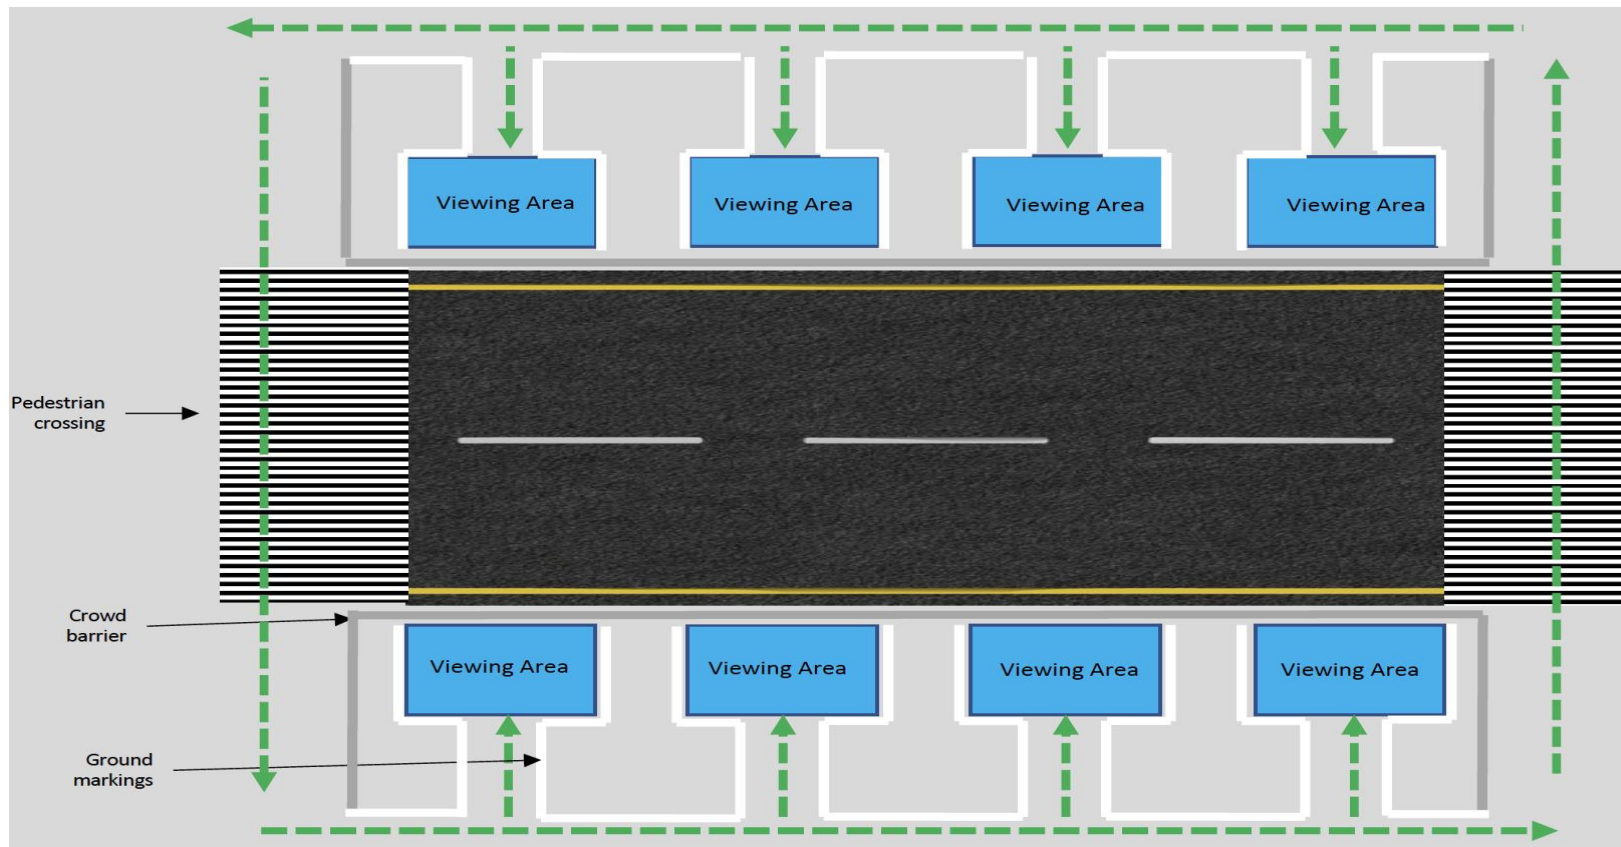 Viewing Area
Viewing Area
Viewing Area
Viewing Area
Pedestrian
crossing
Crowd
barrier
Viewing Area
Viewing Area
Viewing Area
Viewing Area
Ground
markings